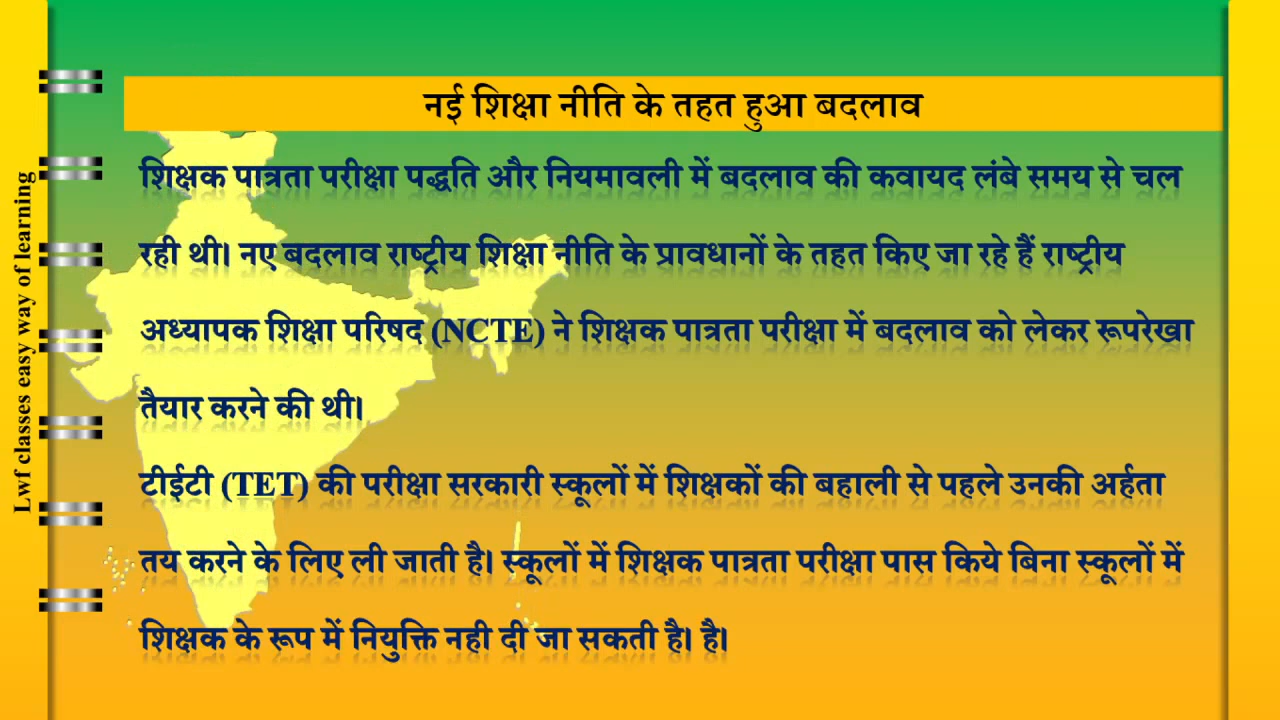 नई शिक्षा नीति के तहत हुआ बदलाव
शिक्षक पात्रता परीक्षा पद्धति और नियमावली में बदलाव की कवायद लंबे समय से चल
रही थी। नए बदलाव राष्ट्रीय शिक्षा नीति के प्रावधानों के तहत किए जा रहे हैं राष्ट्रीय
अध्यापक शिक्षा परिषद (NCTE) ने शिक्षक पात्रता परीक्षा में बदलाव को लेकर रूपरेखा
तैयार करने की थी।
टीईटी (TET) की परीक्षा सरकारी स्कूलों में शिक्षकों की बहाली से पहले उनकी अर्हता
तय करने के लिए ली जाती है। स्कूलों में शिक्षक पात्रता परीक्षा पास किये बिना स्कूलों में
शिक्षक के रूप में नियुक्ति नही दी जा सकती है। है।
Lwf classes easy way of learning